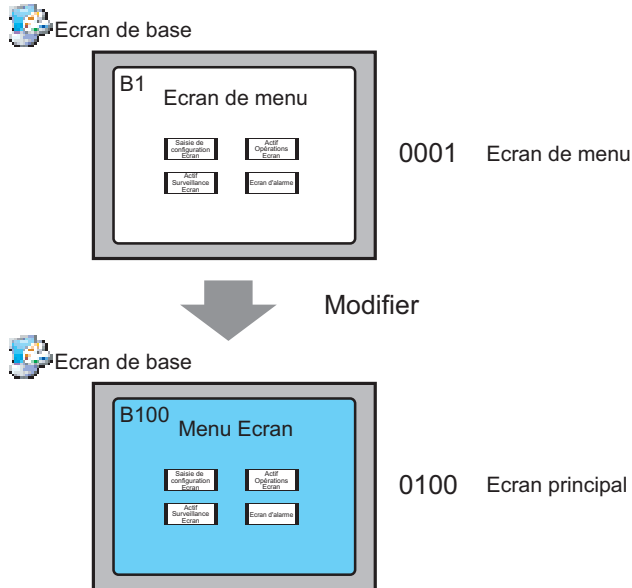 Ecran de base
B1
Ecran de menu
Saisie de
configuration
Ecran
Actif
Opérations
Ecran
Actif
Surveillance
Ecran
Ecran d'alarme
0001 Ecran de menu
Modifier
Ecran de base
B100
Menu Ecran
Saisie de
configuration
Ecran
Actif
Opérations
Ecran
Actif
Surveillance
Ecran
Ecran d'alarme
0100 Ecran principal